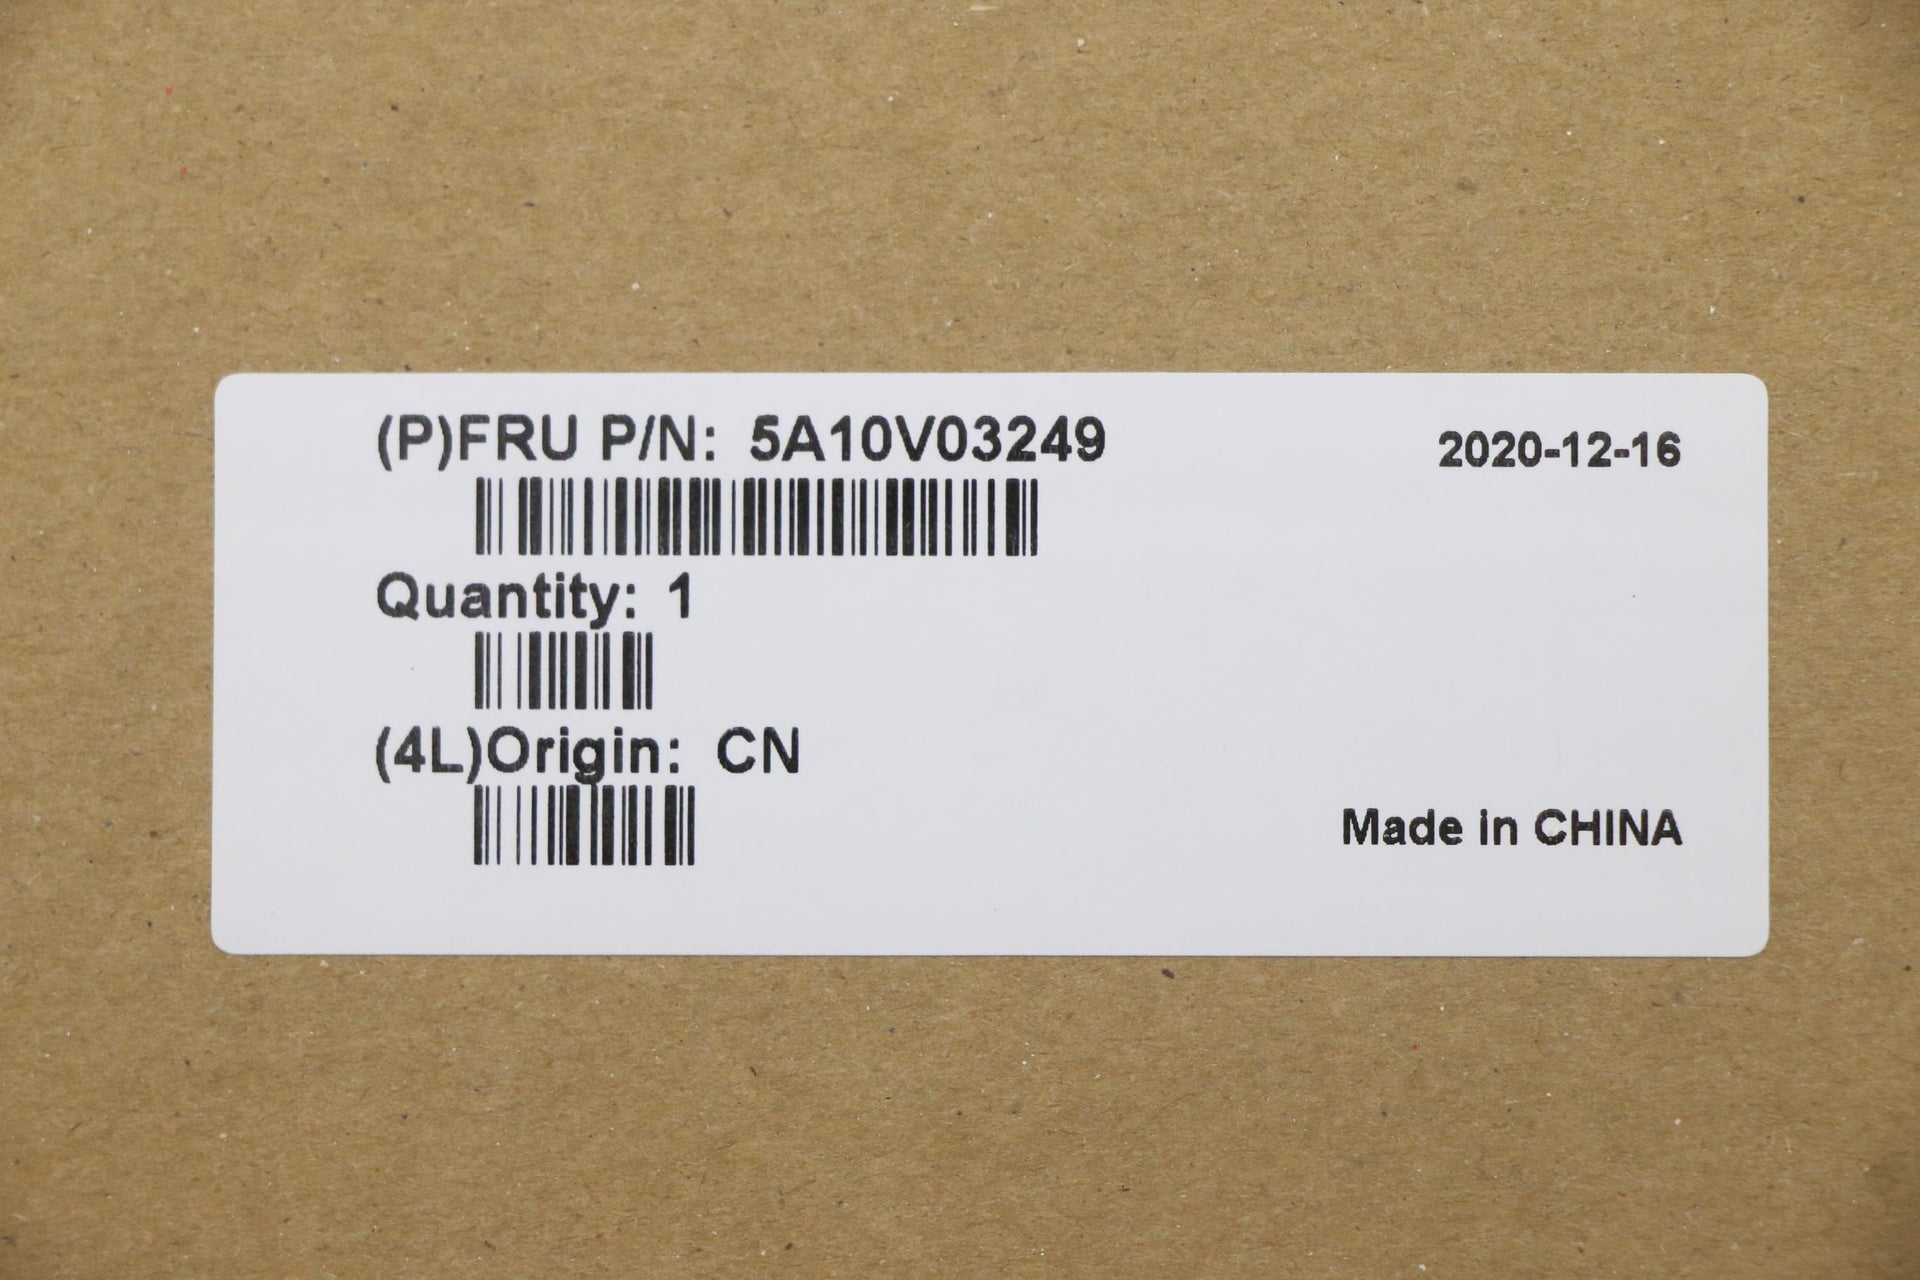 (P)FRU P/N: 5A10V03249
2020-12-16
Quantity: 1
(4L)Origin: CN
Made in CHINA